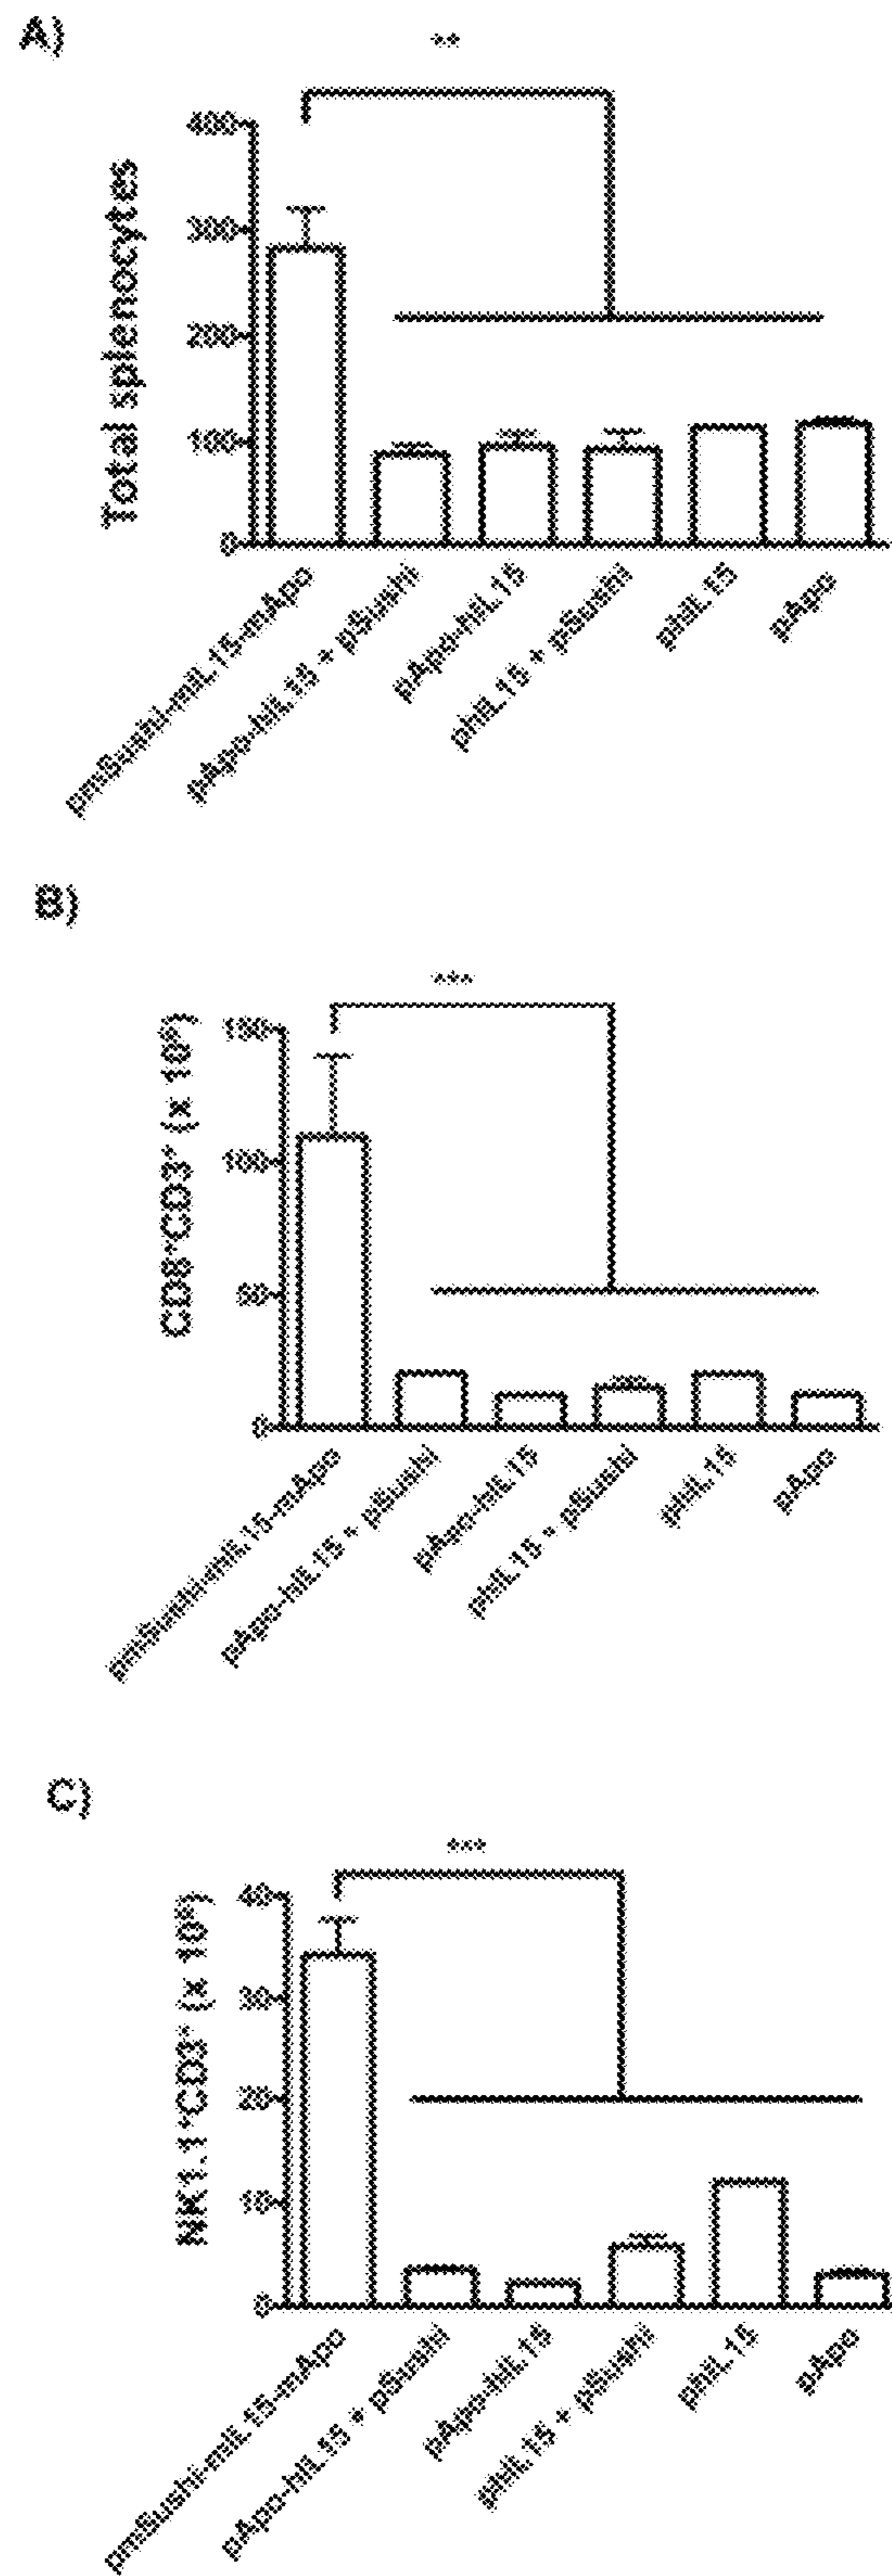 A)
**
Total splenocytes
400
300
200
100
0
pmSushi-mIL15-mApo
pApo-hIL15 + pSushi
pApo-hIL15
phIL15 + pSushi
phIL15
pApo
B)
***
CD8⁺CD3⁺ (x 10⁶)
150
100
50
0
pmSushi-mIL15-mApo
pApo-hIL15 + pSushi
pApo-hIL15
phIL15 + pSushi
phIL15
pApo
C)
***
NK1.1⁺CD3⁻ (x 10⁶)
40
30
20
10
0
pmSushi-mIL15-mApo
pApo-hIL15 + pSushi
pApo-hIL15
phIL15 + pSushi
phIL15
pApo